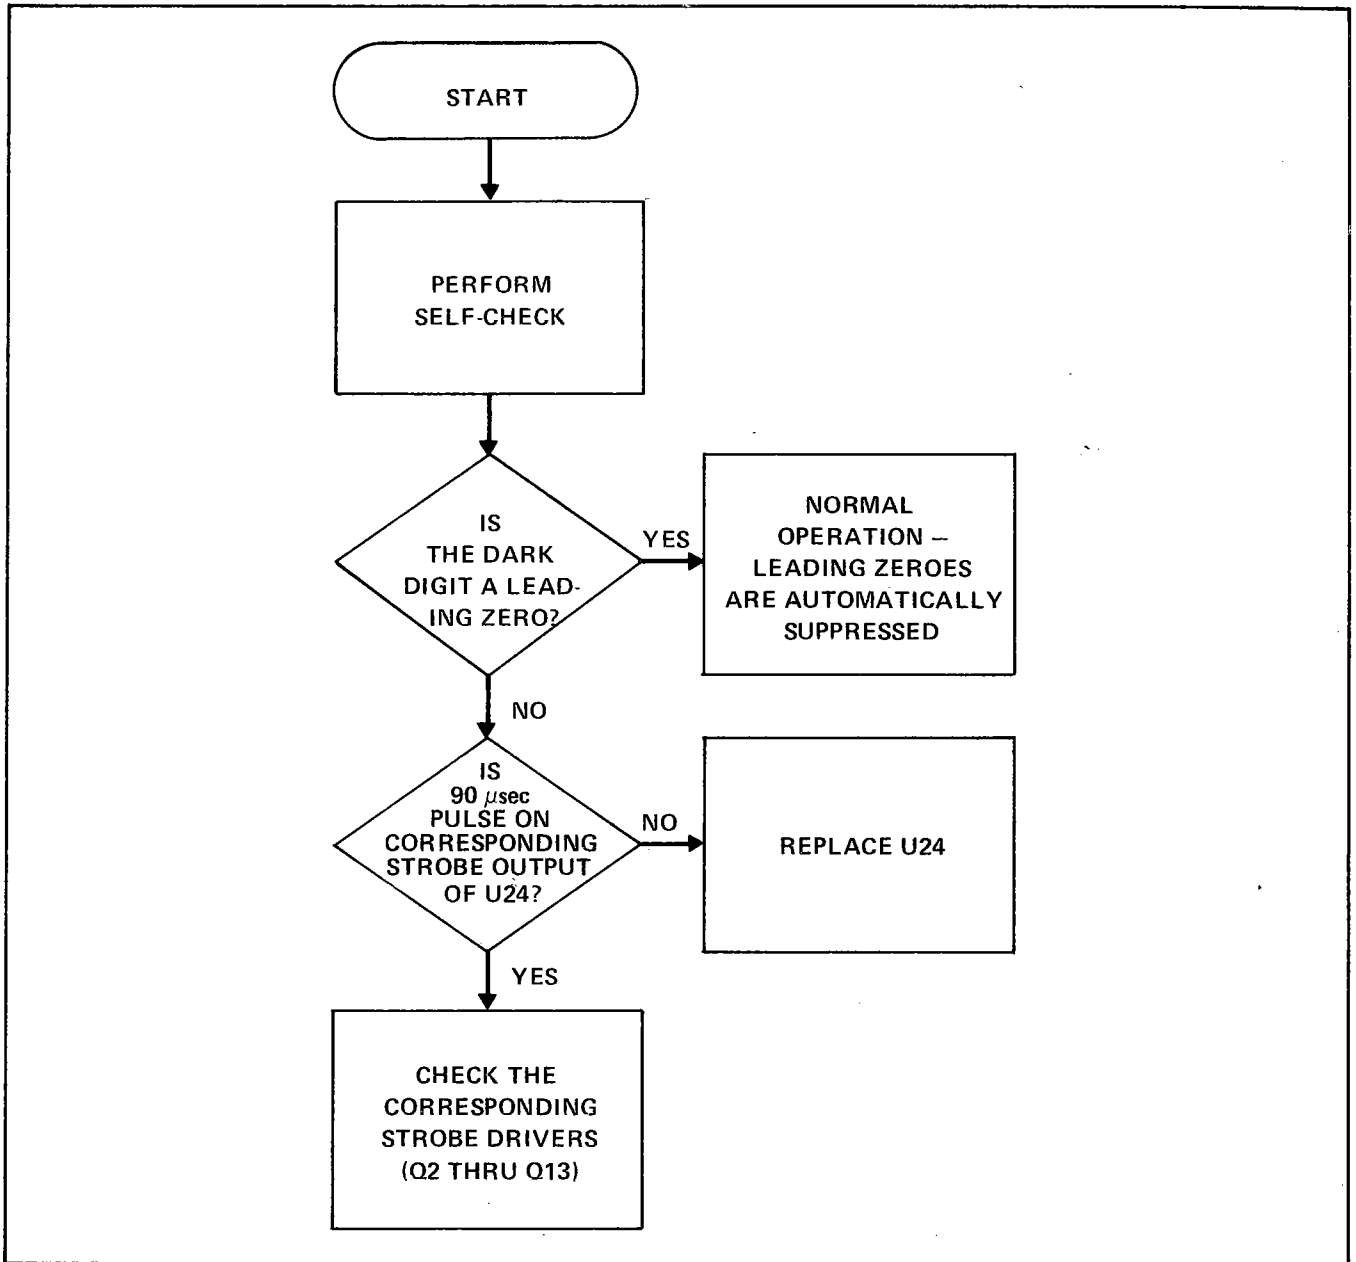 START
PERFORM
SELF-CHECK
IS
THE DARK
DIGIT A LEAD-
ING ZERO?
YES
NORMAL
OPERATION –
LEADING ZEROES
ARE AUTOMATICALLY
SUPPRESSED
NO
IS
90 μsec
PULSE ON
CORRESPONDING
STROBE OUTPUT
OF U24?
NO
REPLACE U24
YES
CHECK THE
CORRESPONDING
STROBE DRIVERS
(Q2 THRU Q13)